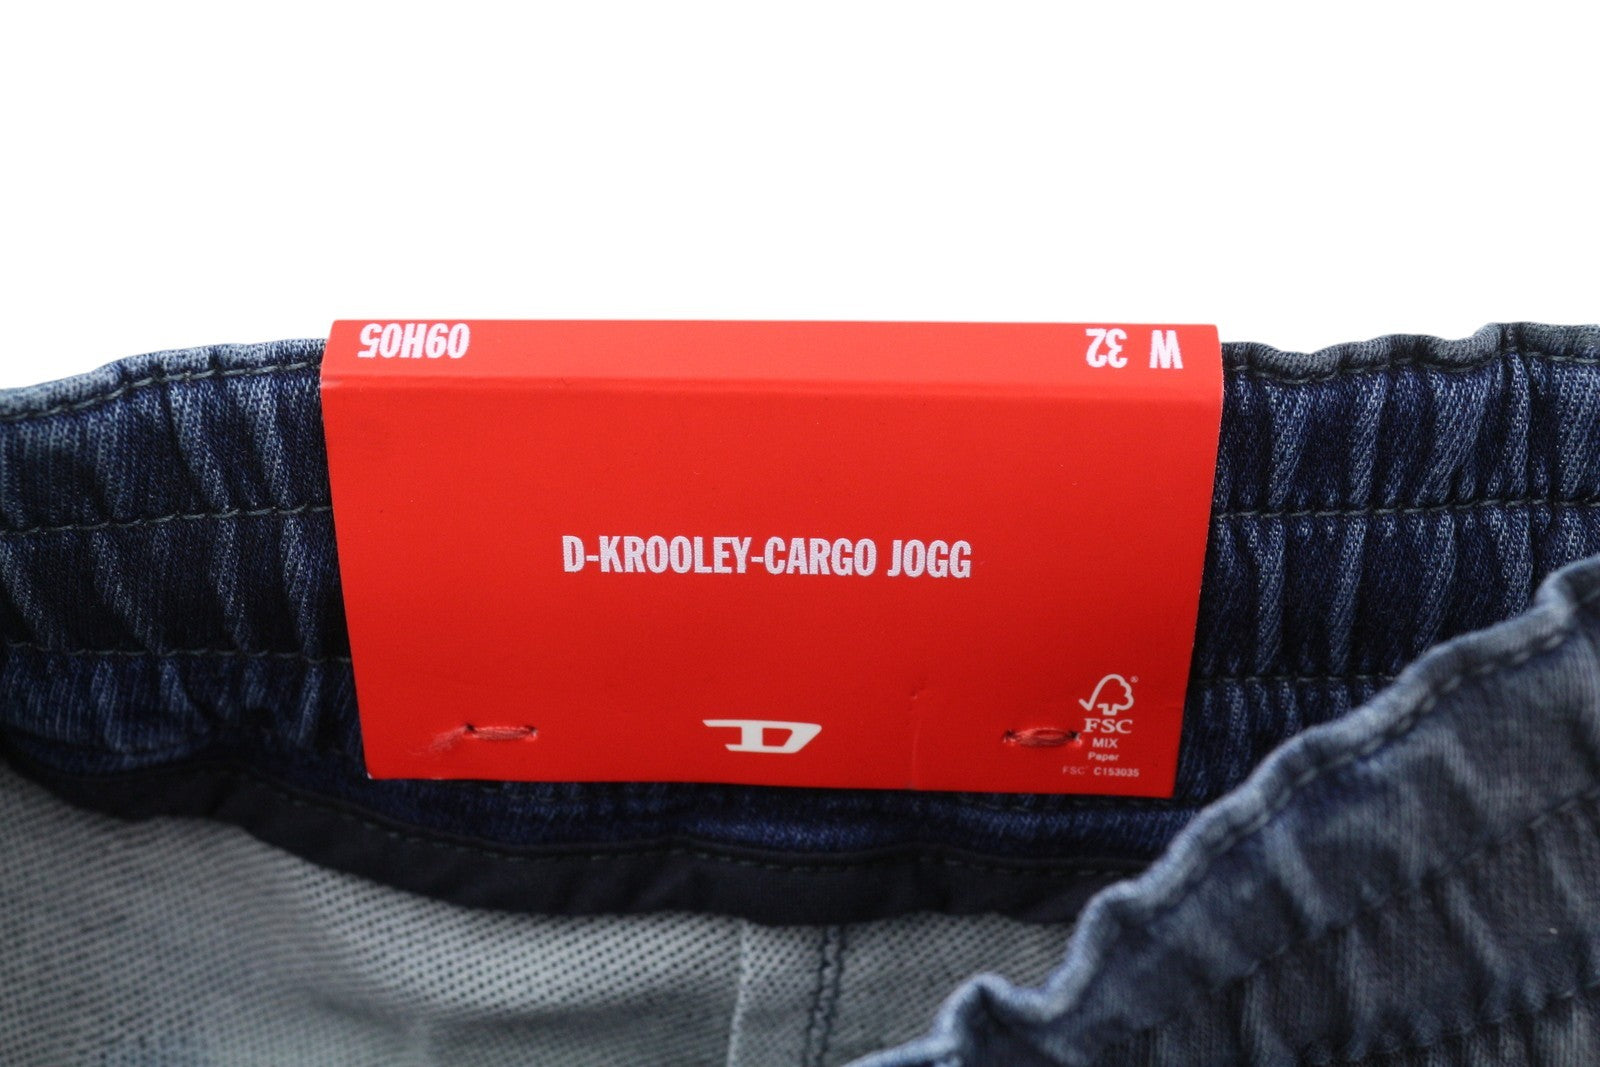 09H05
W 32
D-KROOLEY-CARGO JOGG
D
FSC®
MIX
Paper
FSC® C153035